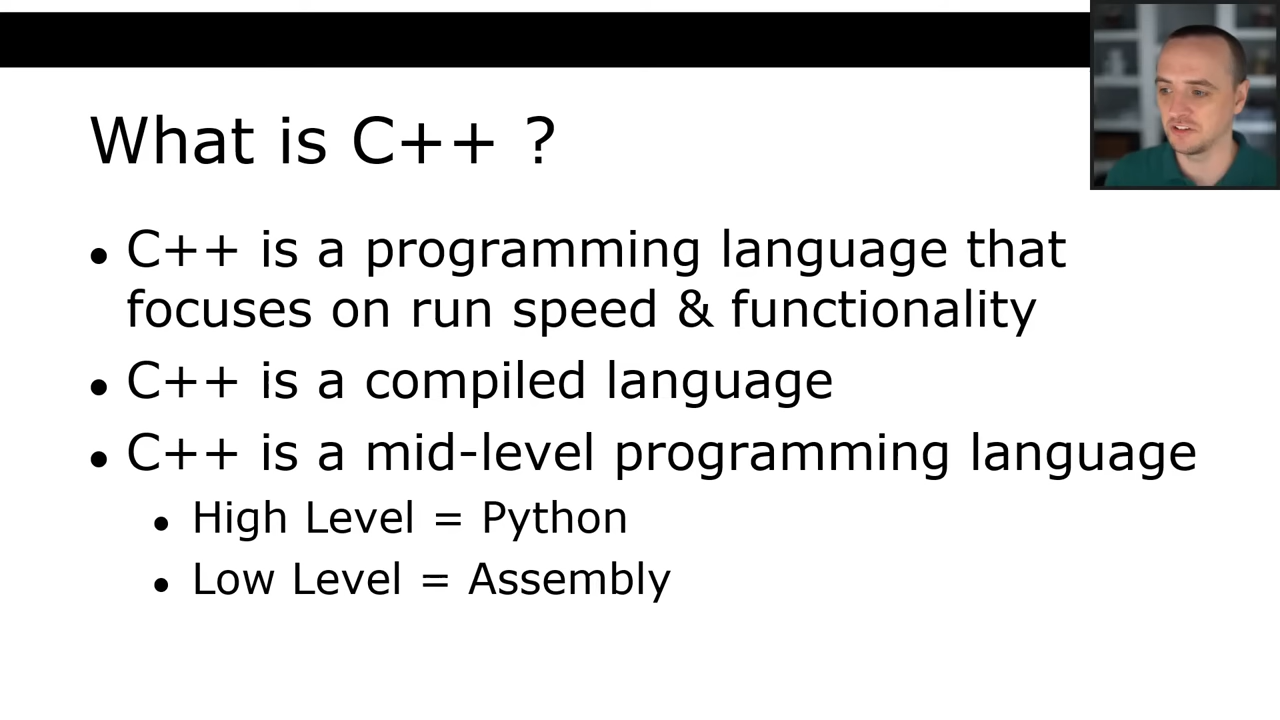 What is C++ ?
• C++ is a programming language that
focuses on run speed & functionality
• C++ is a compiled language
• C++ is a mid-level programming language
• High Level = Python
• Low Level = Assembly